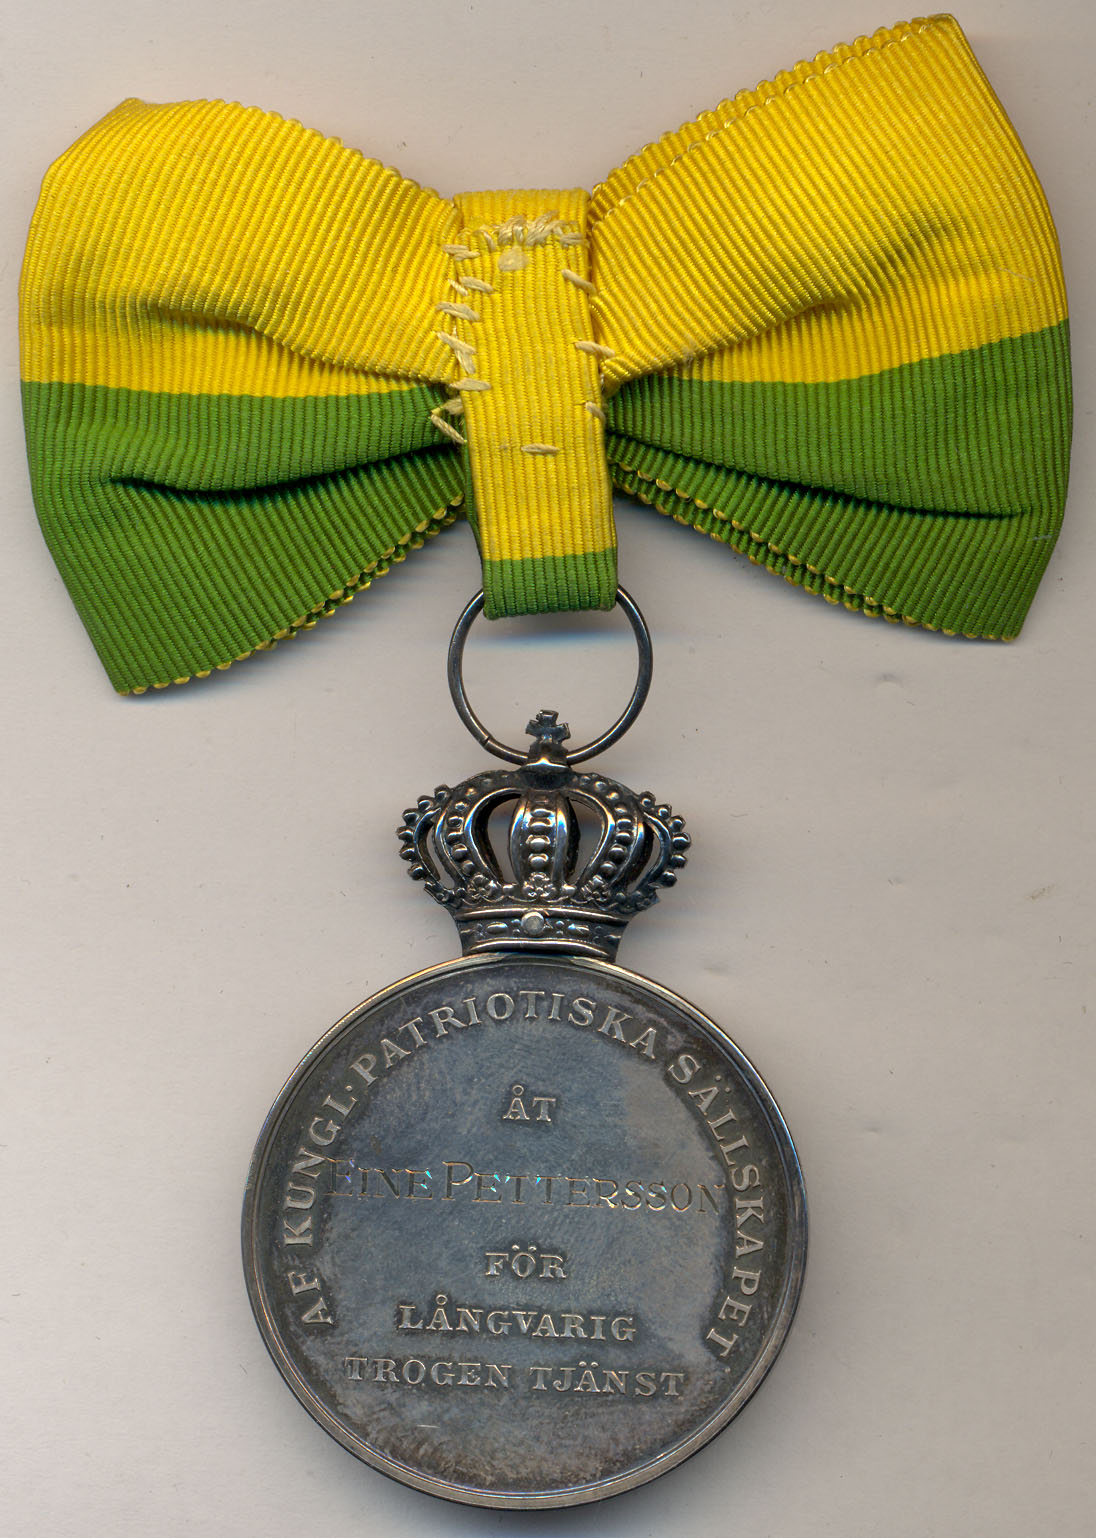 AF KUNGL. PATRIOTISKA SÄLLSKAPET
ÅT
EINE PETTERSSON
FÖR
LÅNGVARIG
TROGEN TJÄNST